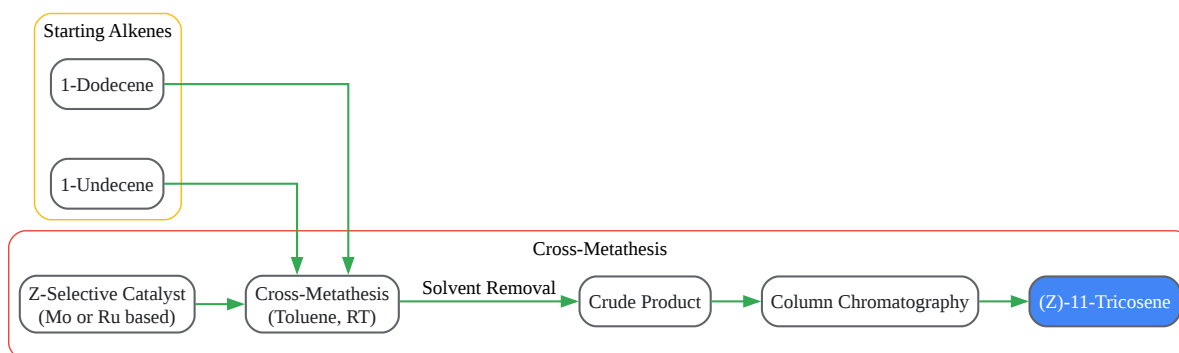 Starting Alkenes
1-Dodecene
1-Undecene
Cross-Metathesis
Z-Selective Catalyst
(Mo or Ru based)
Cross-Metathesis
(Toluene, RT)
Solvent Removal
Crude Product
Column Chromatography
(Z)-11-Tricosene